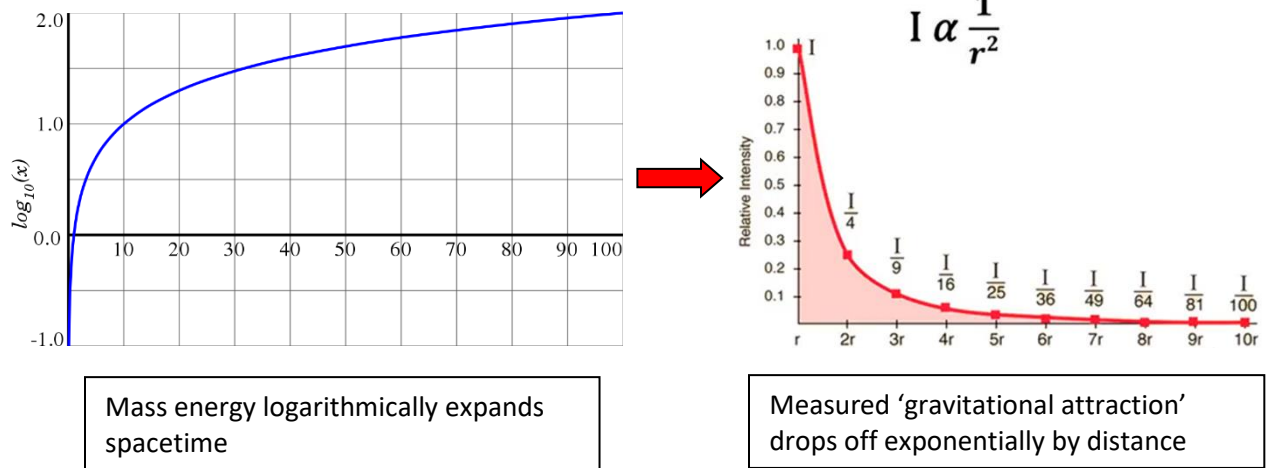 2.0
1.0
0.0
-1.0
log10(x)
10 20 30 40 50 60 70 80 90 100
Mass energy logarithmically expands
spacetime
I α 1/r²
1.0
0.9
0.8
0.7
0.6
0.5
0.4
0.3
0.2
0.1
Relative Intensity
I
I/4
I/9
I/16
I/25
I/36
I/49
I/64
I/81
I/100
r 2r 3r 4r 5r 6r 7r 8r 9r 10r
Measured ‘gravitational attraction’
drops off exponentially by distance